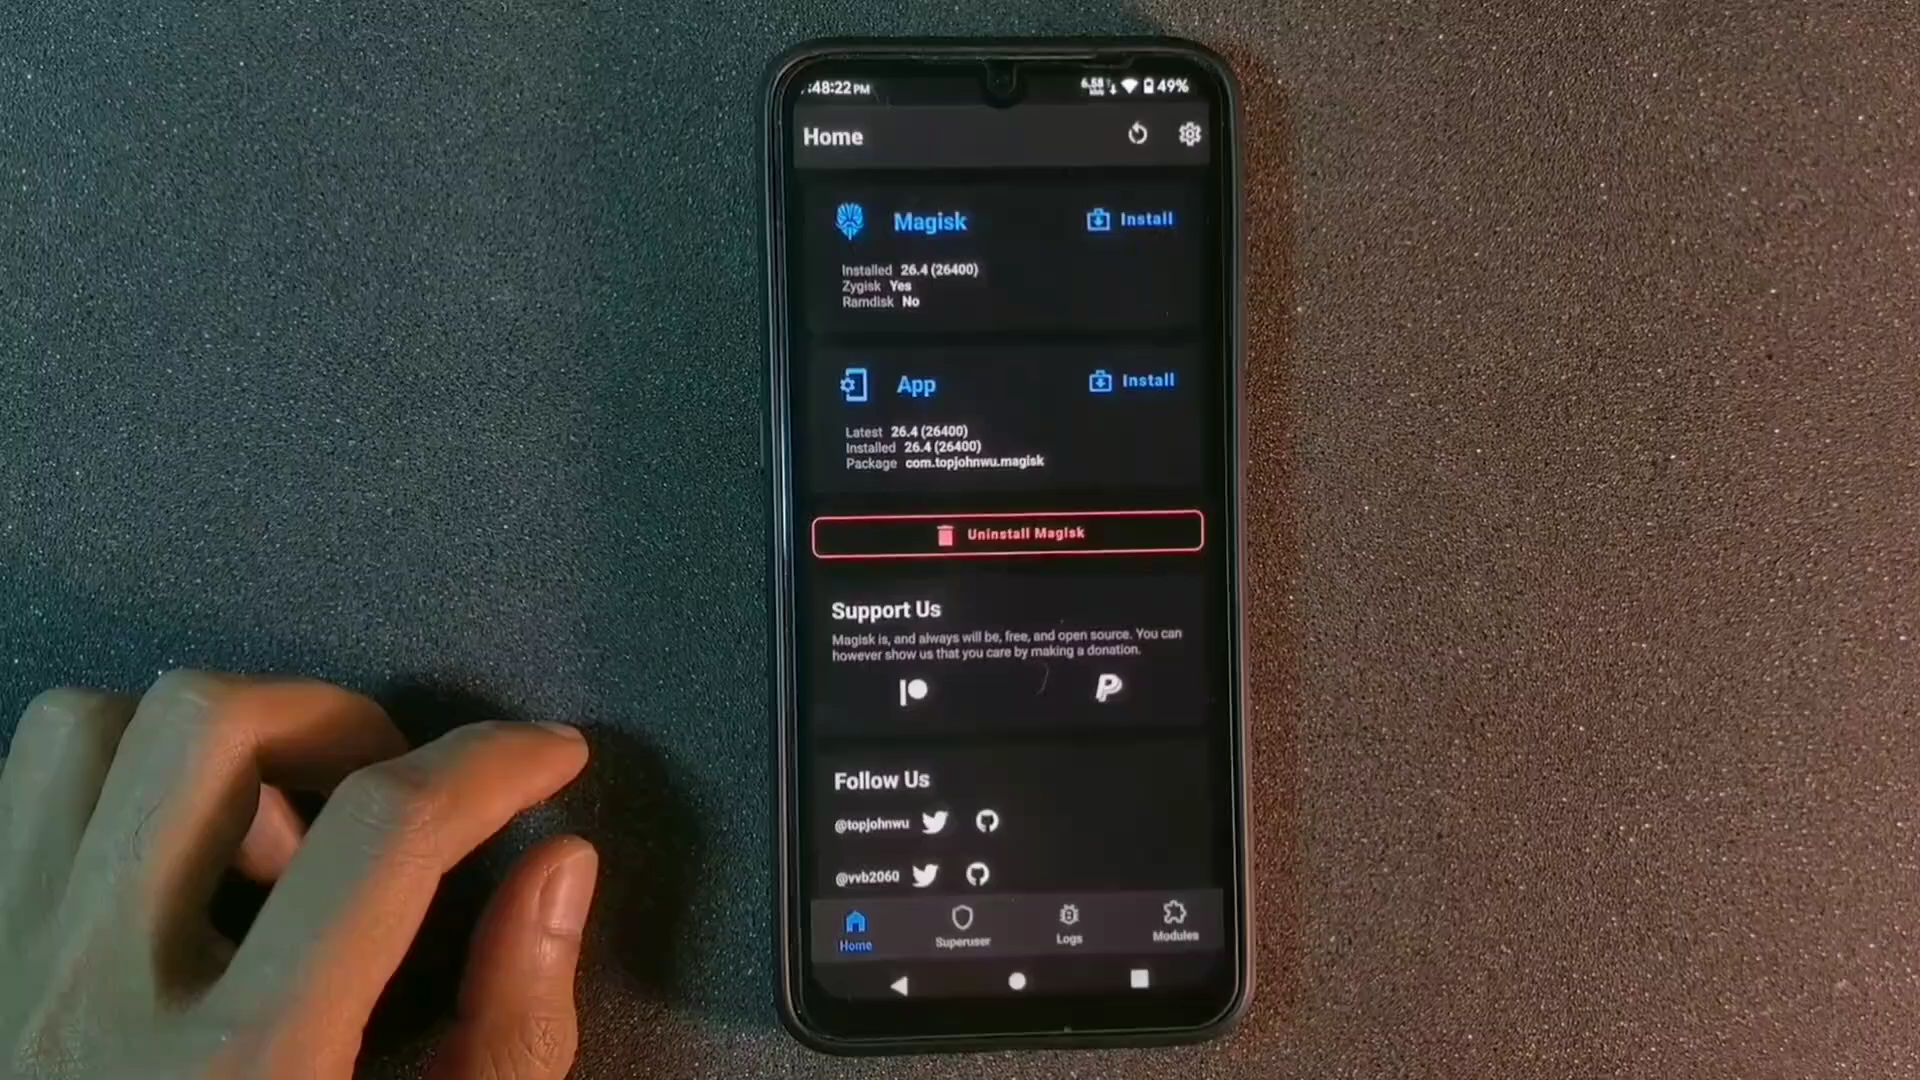 :48:22 PM 6.58 49%
Home
Magisk Install
Installed 26.4 (26400)
Zygisk Yes
Ramdisk No
App Install
Latest 26.4 (26400)
Installed 26.4 (26400)
Package com.topjohnwu.magisk
Uninstall Magisk
Support Us
Magisk is, and always will be, free, and open source. You can
however show us that you care by making a donation.
Follow Us
@topjohnwu
@vvb2060
Home Superuser Logs Modules